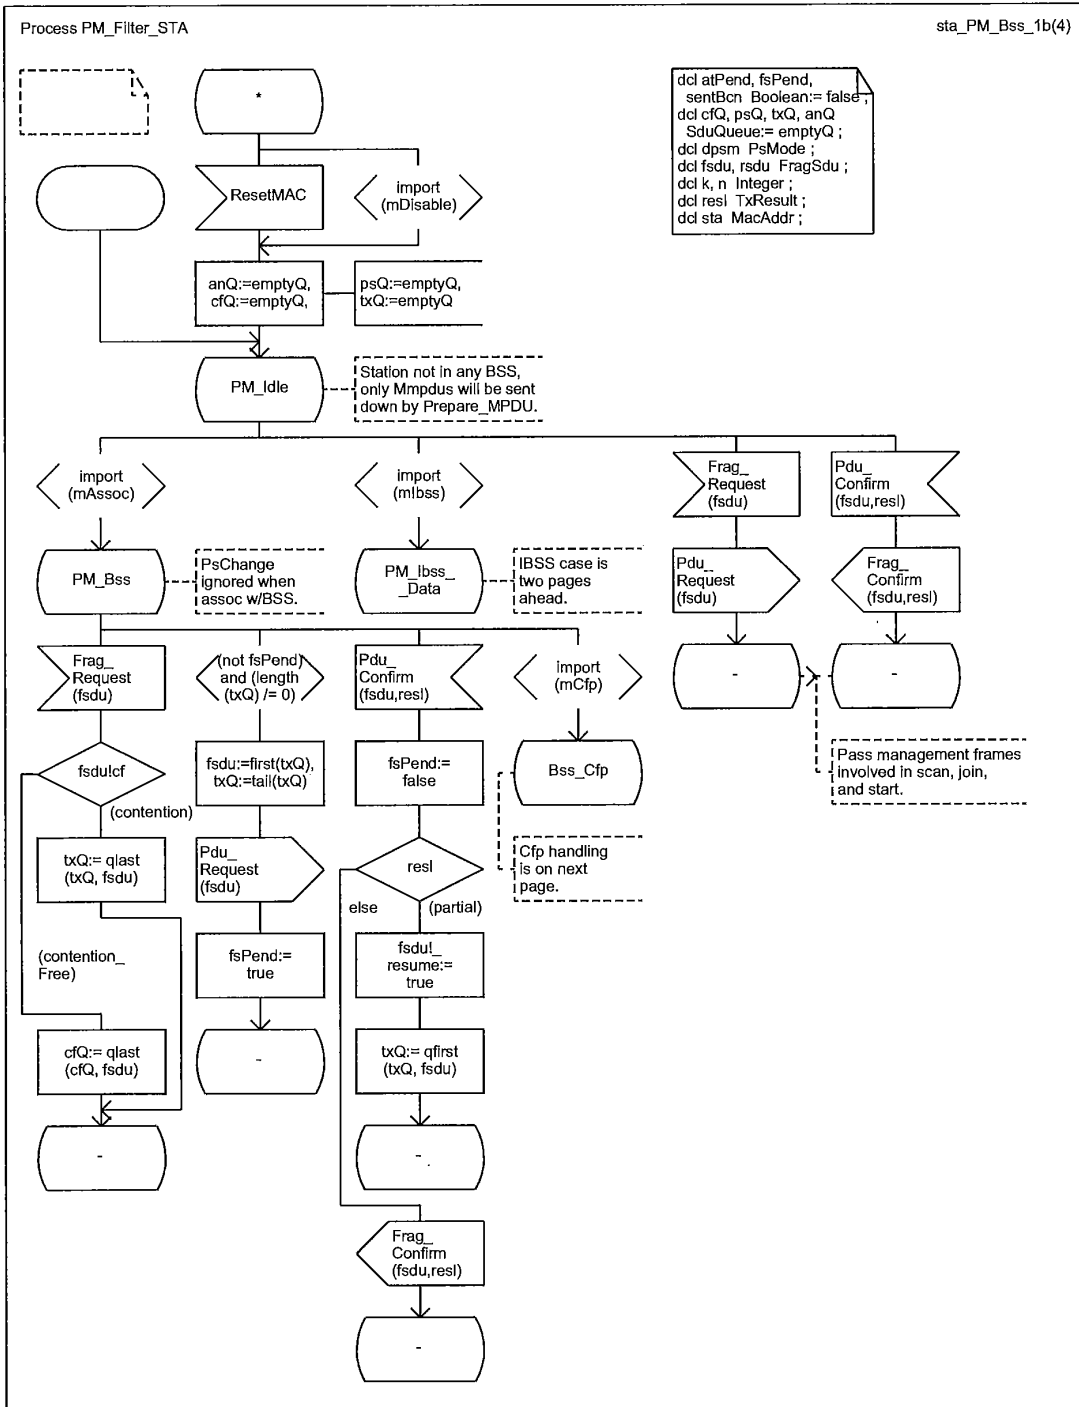 Process PM_Filter_STA
sta_PM_Bss_1b(4)
dcl atPend, fsPend,
sentBcn Boolean:= false ;
dcl cfQ, psQ, txQ, anQ
SduQueue:= emptyQ ;
dcl dpsm PsMode ;
dcl fsdu, rsdu FragSdu ;
dcl k, n Integer ;
dcl resl TxResult ;
dcl sta MacAddr ;
*
ResetMAC
import
(mDisable)
anQ:=emptyQ,
cfQ:=emptyQ,
psQ:=emptyQ,
txQ:=emptyQ
PM_Idle
Station not in any BSS,
only Mmpdus will be sent
down by Prepare_MPDU.
import
(mAssoc)
import
(mIbss)
Frag_
Request
(fsdu)
Pdu_
Confirm
(fsdu,resl)
PM_Bss
PsChange
ignored when
assoc w/BSS.
PM_Ibss_
_Data
IBSS case is
two pages
ahead.
Pdu_
Request
(fsdu)
Frag_
Confirm
(fsdu,resl)
Frag_
Request
(fsdu)
(not fsPend)
and (length
(txQ) /= 0)
Pdu_
Confirm
(fsdu,resl)
import
(mCfp)
-
-
fsdu!cf
(contention)
fsdu:=first(txQ),
txQ:=tail(txQ)
fsPend:=
false
Bss_Cfp
Pass management frames
involved in scan, join,
and start.
txQ:= qlast
(txQ, fsdu)
Pdu_
Request
(fsdu)
resl
else
(partial)
Cfp handling
is on next
page.
(contention_
Free)
fsPend:=
true
fsdu!_
resume:=
true
cfQ:= qlast
(cfQ, fsdu)
-
txQ:= qfirst
(txQ, fsdu)
-
-
Frag_
Confirm
(fsdu,resl)
-